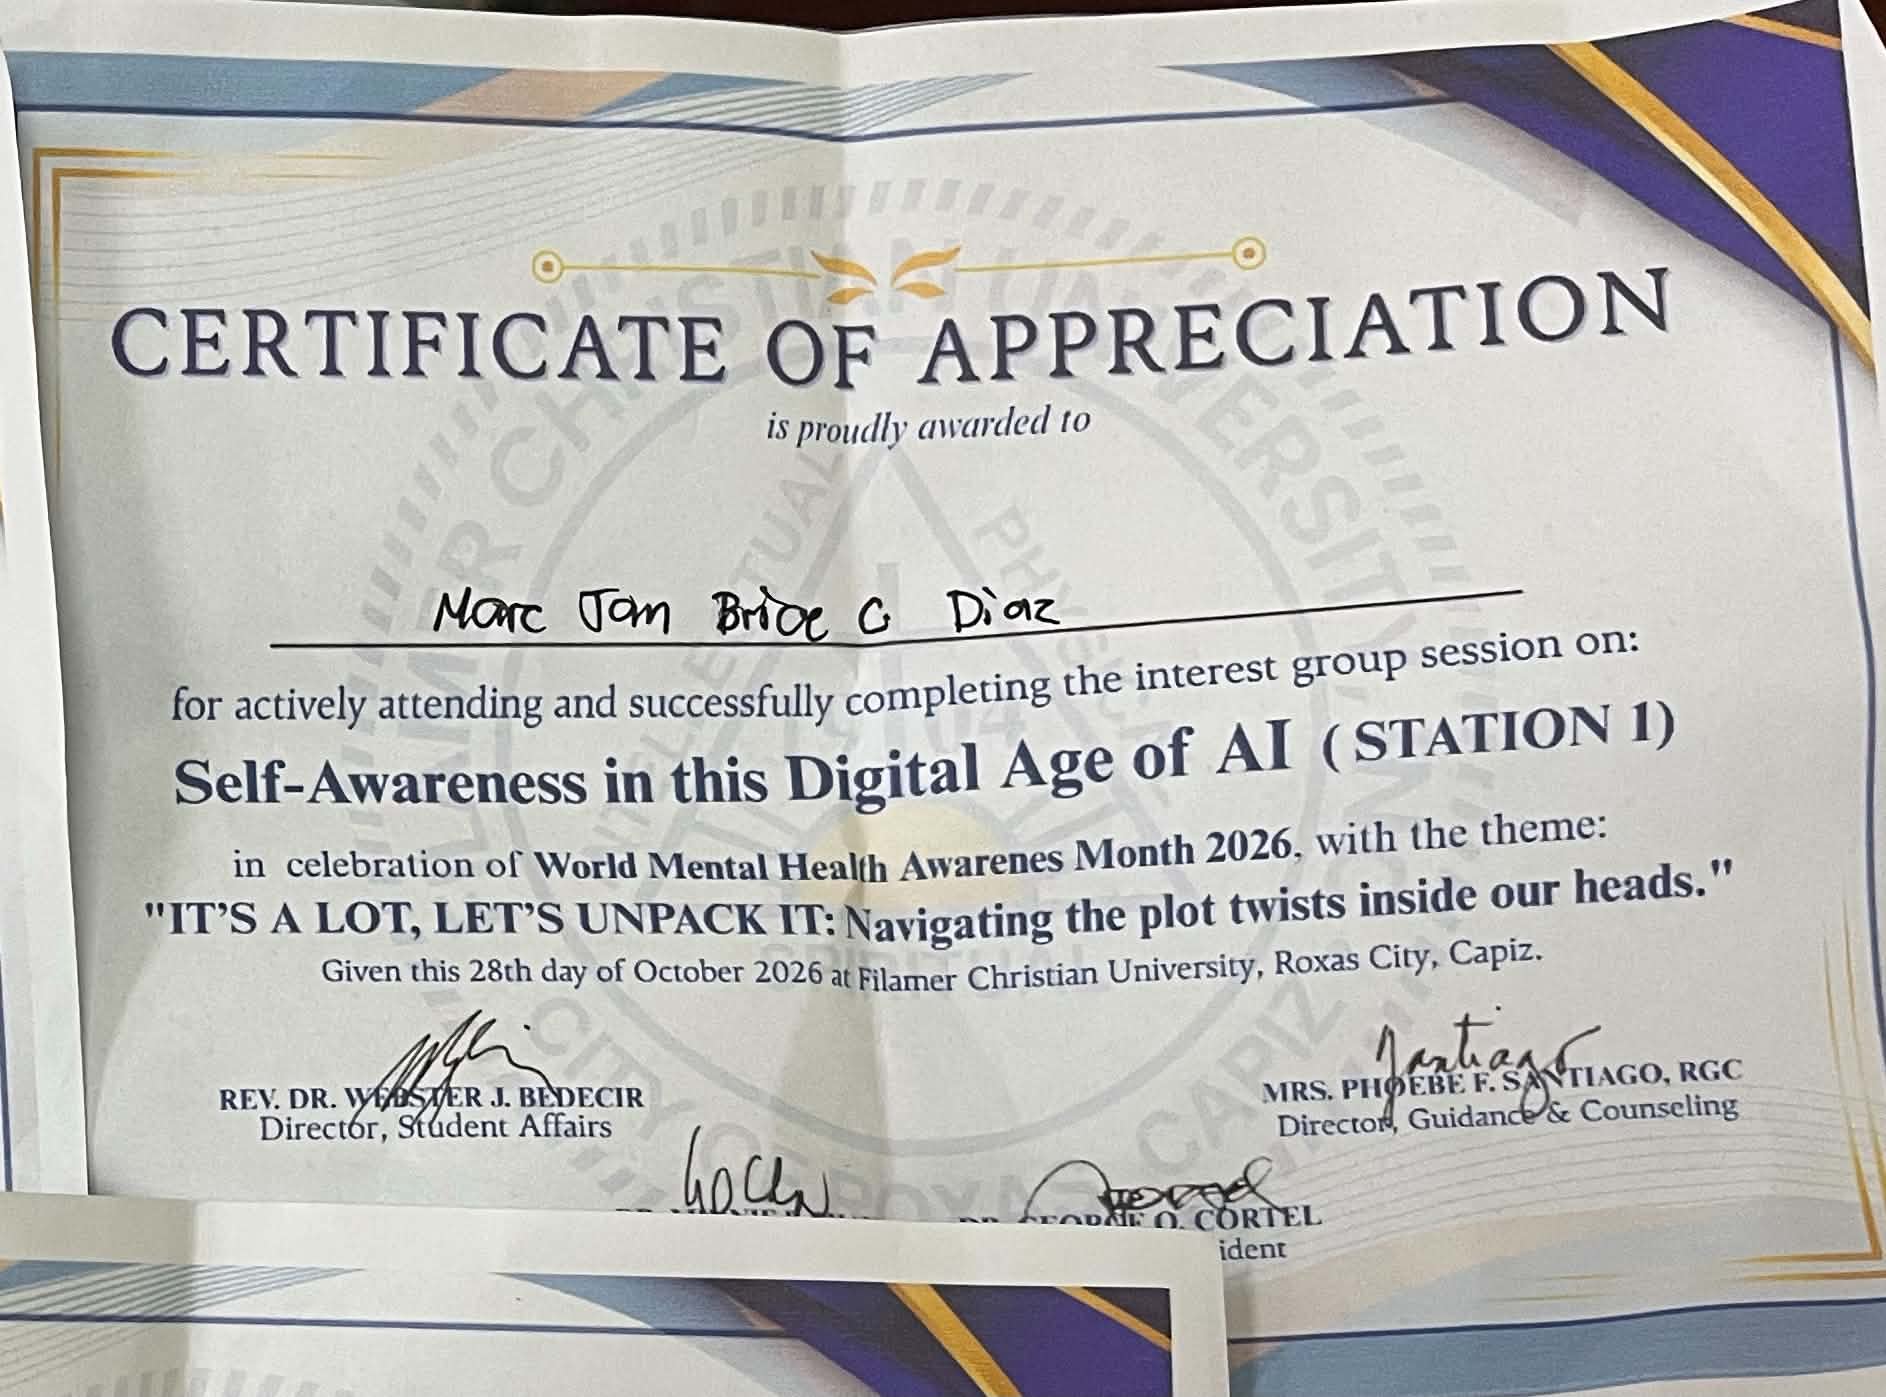 CERTIFICATE OF APPRECIATION
is proudly awarded to
Marc Jam Brice C Diaz
for actively attending and successfully completing the interest group session on:
Self-Awareness in this Digital Age of AI ( STATION 1)
in celebration of World Mental Health Awarenes Month 2026, with the theme:
"IT'S A LOT, LET'S UNPACK IT: Navigating the plot twists inside our heads."
Given this 28th day of October 2026 at Filamer Christian University, Roxas City, Capiz.
REV. DR. WEBSTER J. BEDECIR
Director, Student Affairs
Santiago
MRS. PHOEBE F. SANTIAGO, RGC
Director, Guidance & Counseling
DR. GEORGE O. CORTEL
ident